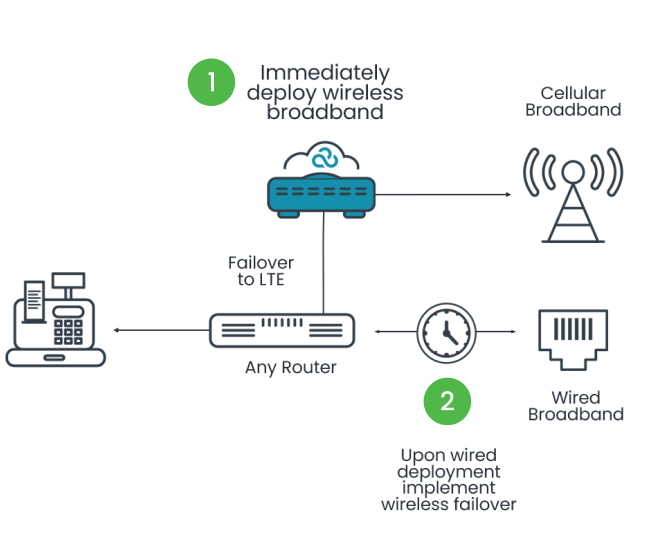 1
Immediately
deploy wireless
broadband
Cellular
Broadband
Failover
to LTE
Any Router
2
Wired
Broadband
Upon wired
deployment
implement
wireless failover